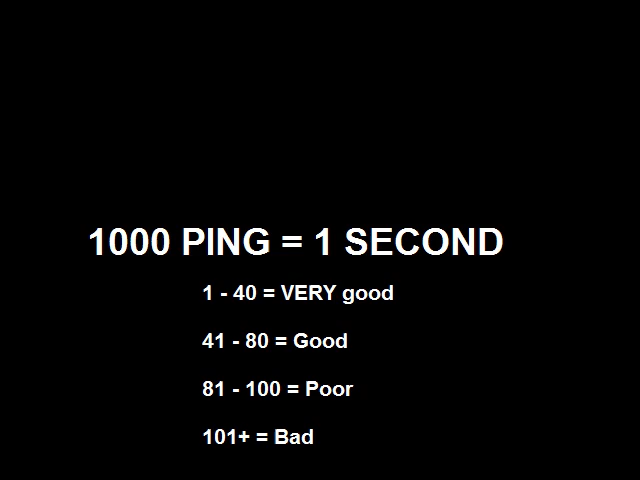 1000 PING = 1 SECOND
1 - 40 = VERY good
41 - 80 = Good
81 - 100 = Poor
101+ = Bad